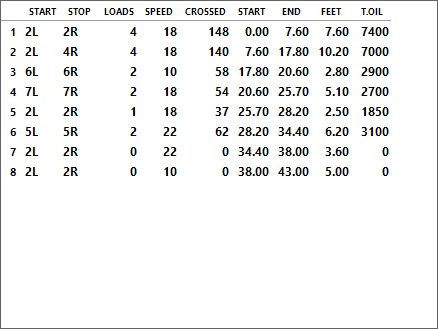 START STOP LOADS SPEED CROSSED START END FEET T.OIL
1 2L 2R 4 18 148 0.00 7.60 7.60 7400
2 2L 4R 4 18 140 7.60 17.80 10.20 7000
3 6L 6R 2 10 58 17.80 20.60 2.80 2900
4 7L 7R 2 18 54 20.60 25.70 5.10 2700
5 2L 2R 1 18 37 25.70 28.20 2.50 1850
6 5L 5R 2 22 62 28.20 34.40 6.20 3100
7 2L 2R 0 22 0 34.40 38.00 3.60 0
8 2L 2R 0 10 0 38.00 43.00 5.00 0